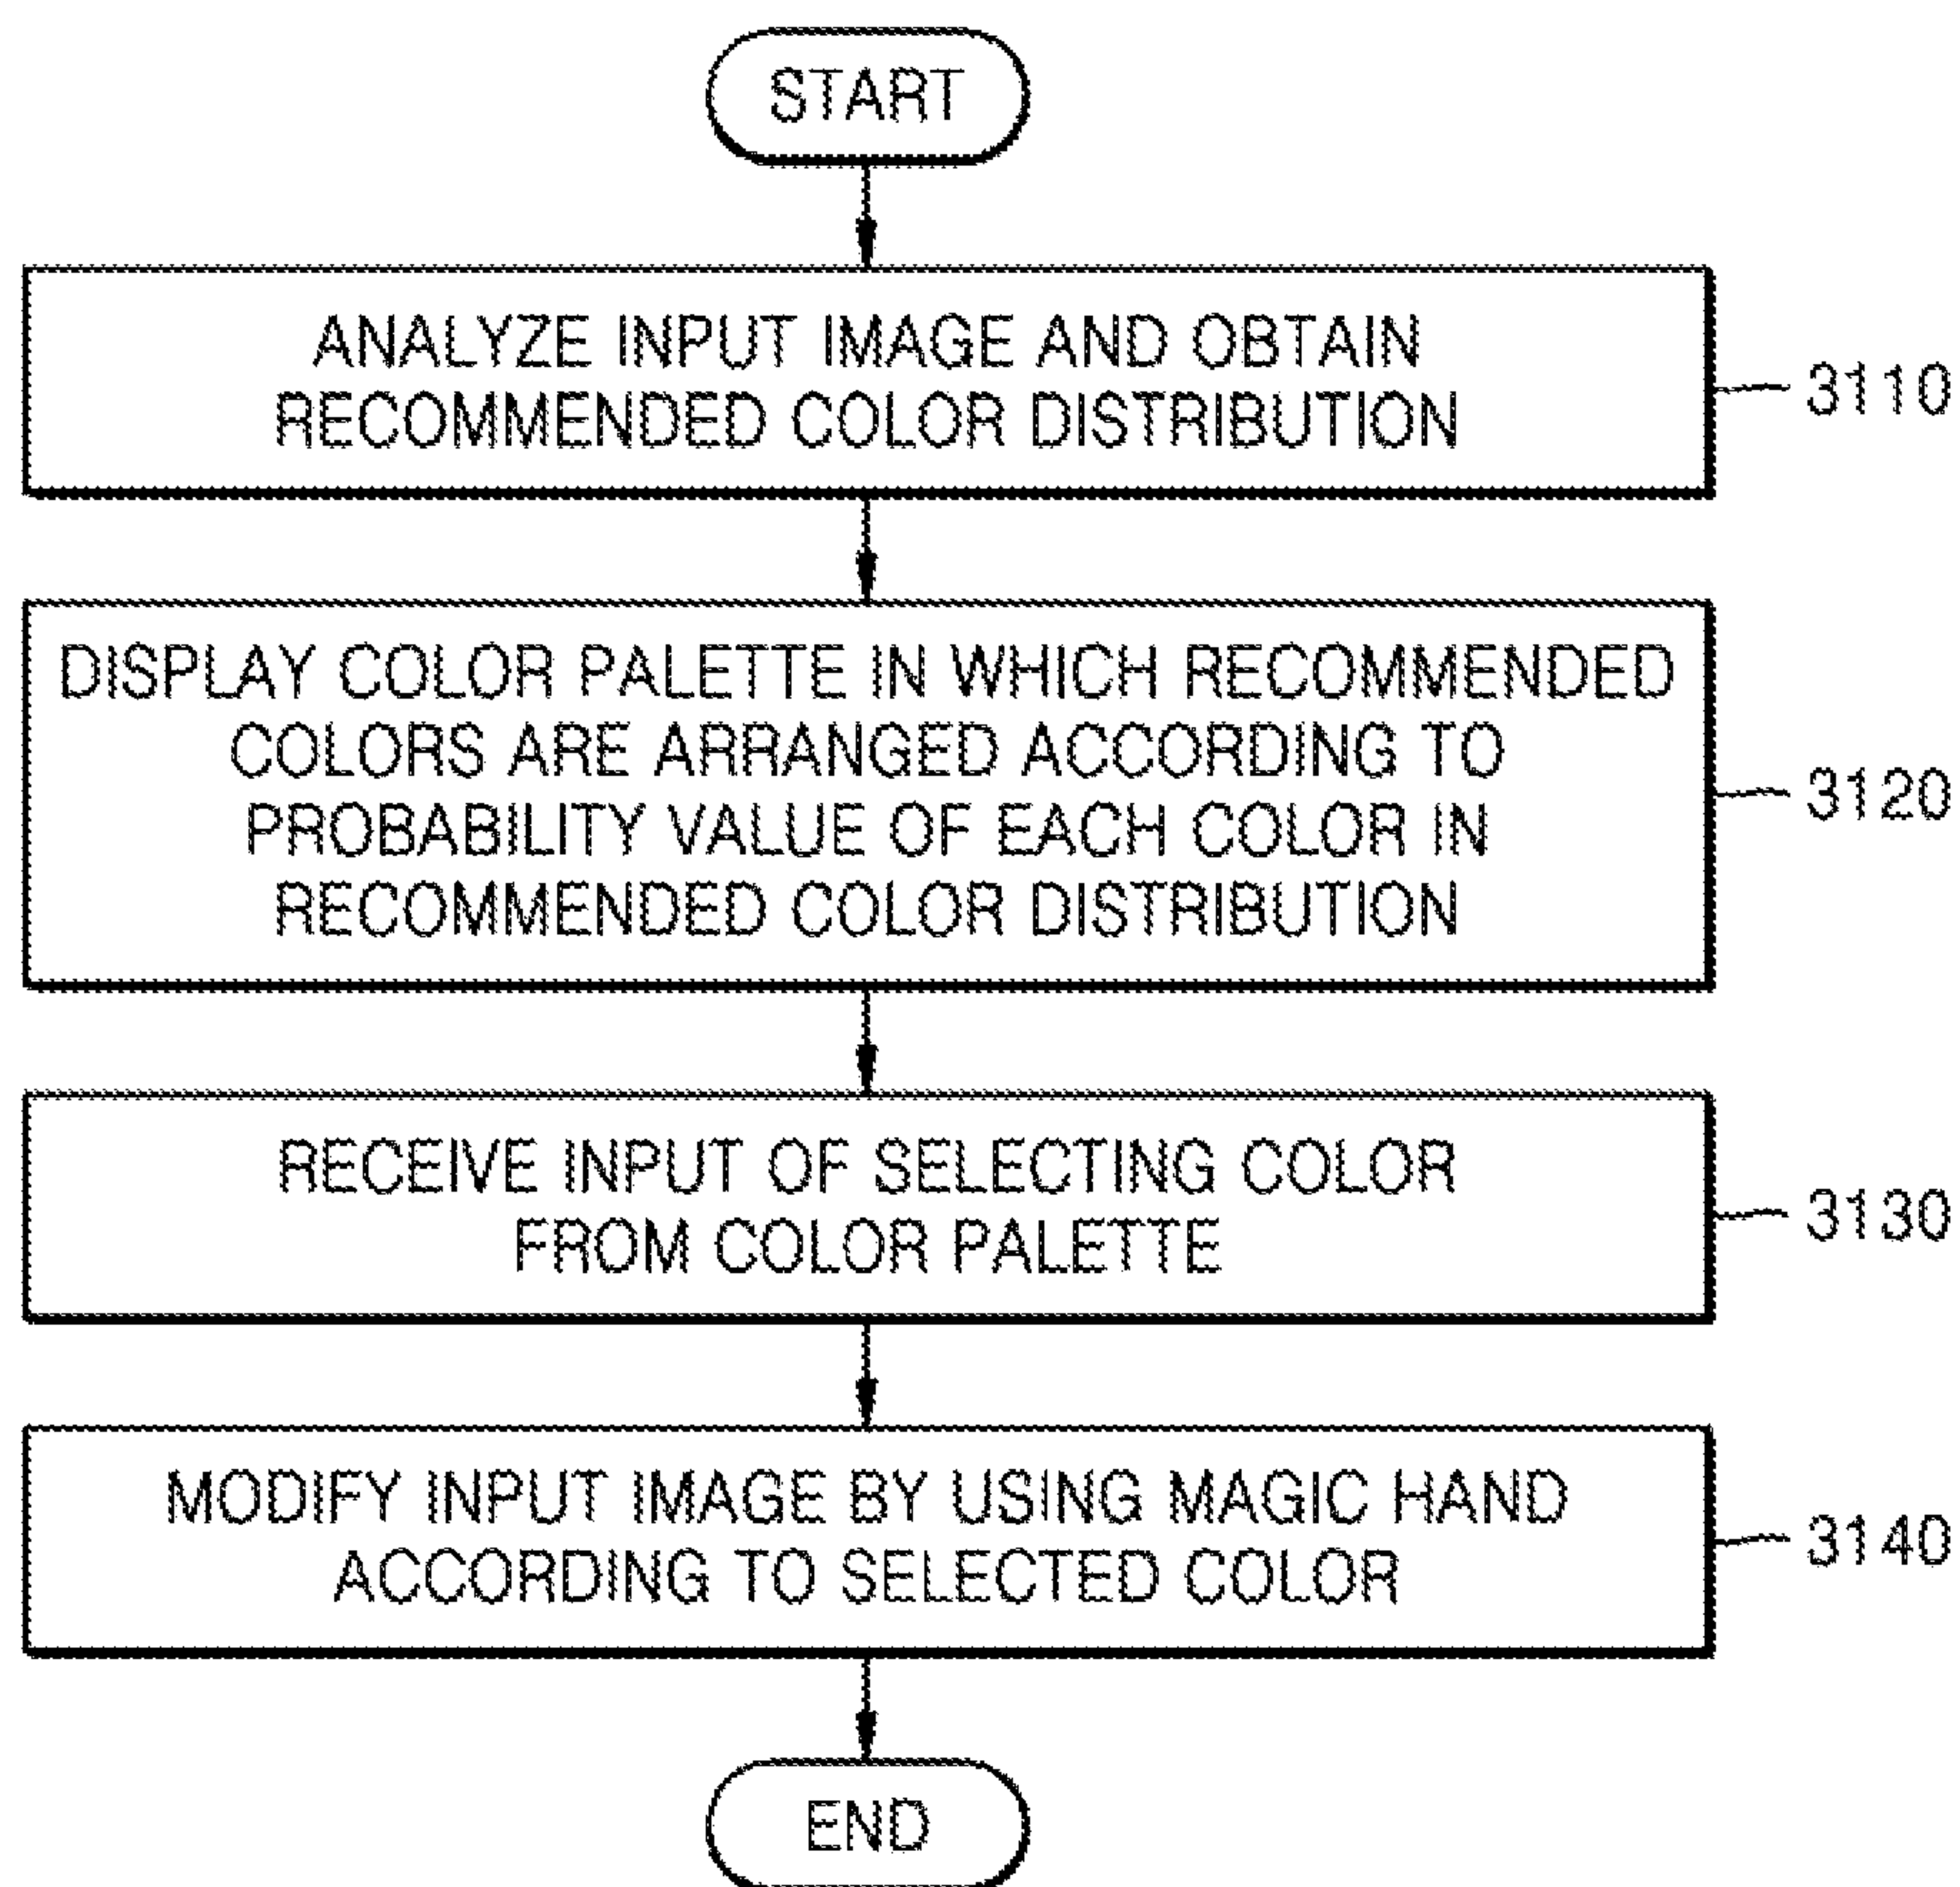 START
ANALYZE INPUT IMAGE AND OBTAIN
RECOMMENDED COLOR DISTRIBUTION
3110
DISPLAY COLOR PALETTE IN WHICH RECOMMENDED
COLORS ARE ARRANGED ACCORDING TO
PROBABILITY VALUE OF EACH COLOR IN
RECOMMENDED COLOR DISTRIBUTION
3120
RECEIVE INPUT OF SELECTING COLOR
FROM COLOR PALETTE
3130
MODIFY INPUT IMAGE BY USING MAGIC HAND
ACCORDING TO SELECTED COLOR
3140
END